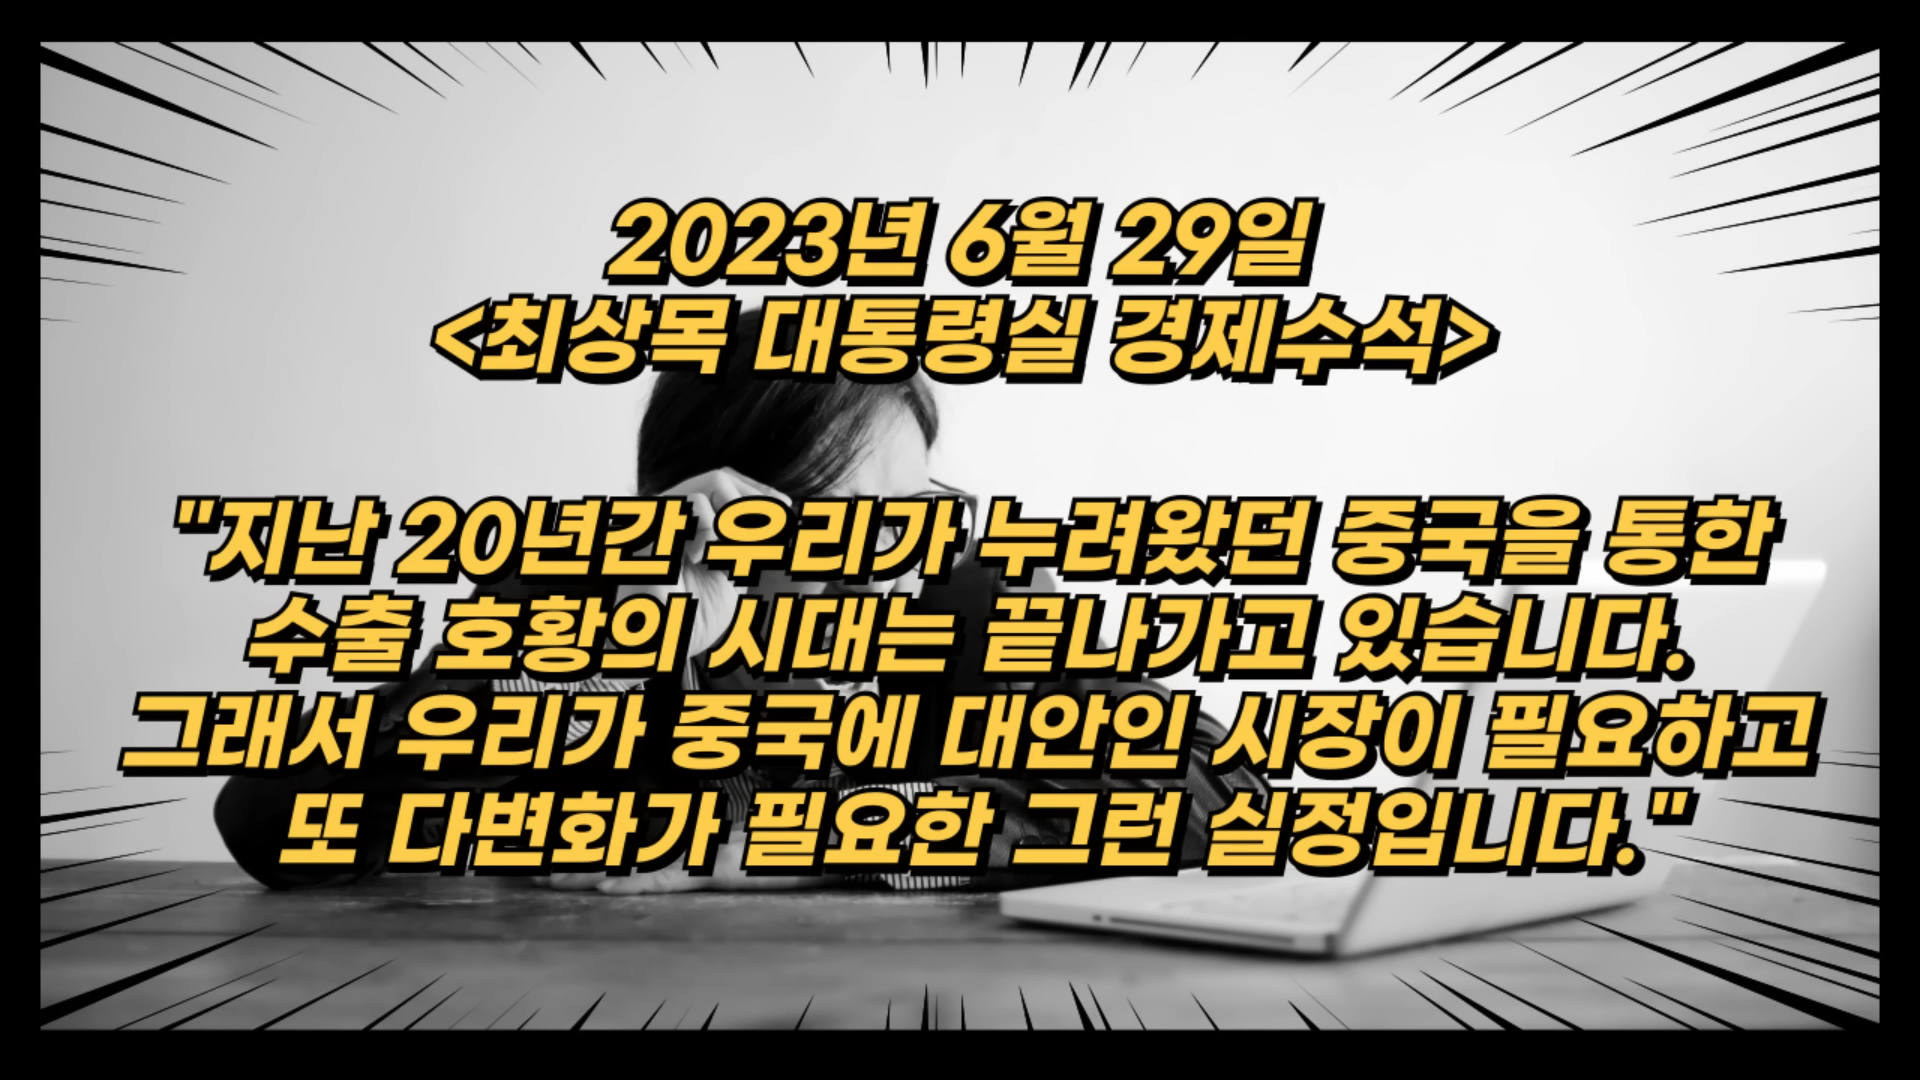 2023년 6월 29일
<최상목 대통령실 경제수석>
"지난 20년간 우리가 누려왔던 중국을 통한
수출 호황의 시대는 끝나가고 있습니다.
그래서 우리가 중국에 대안인 시장이 필요하고
또 다변화가 필요한 그런 실정입니다."